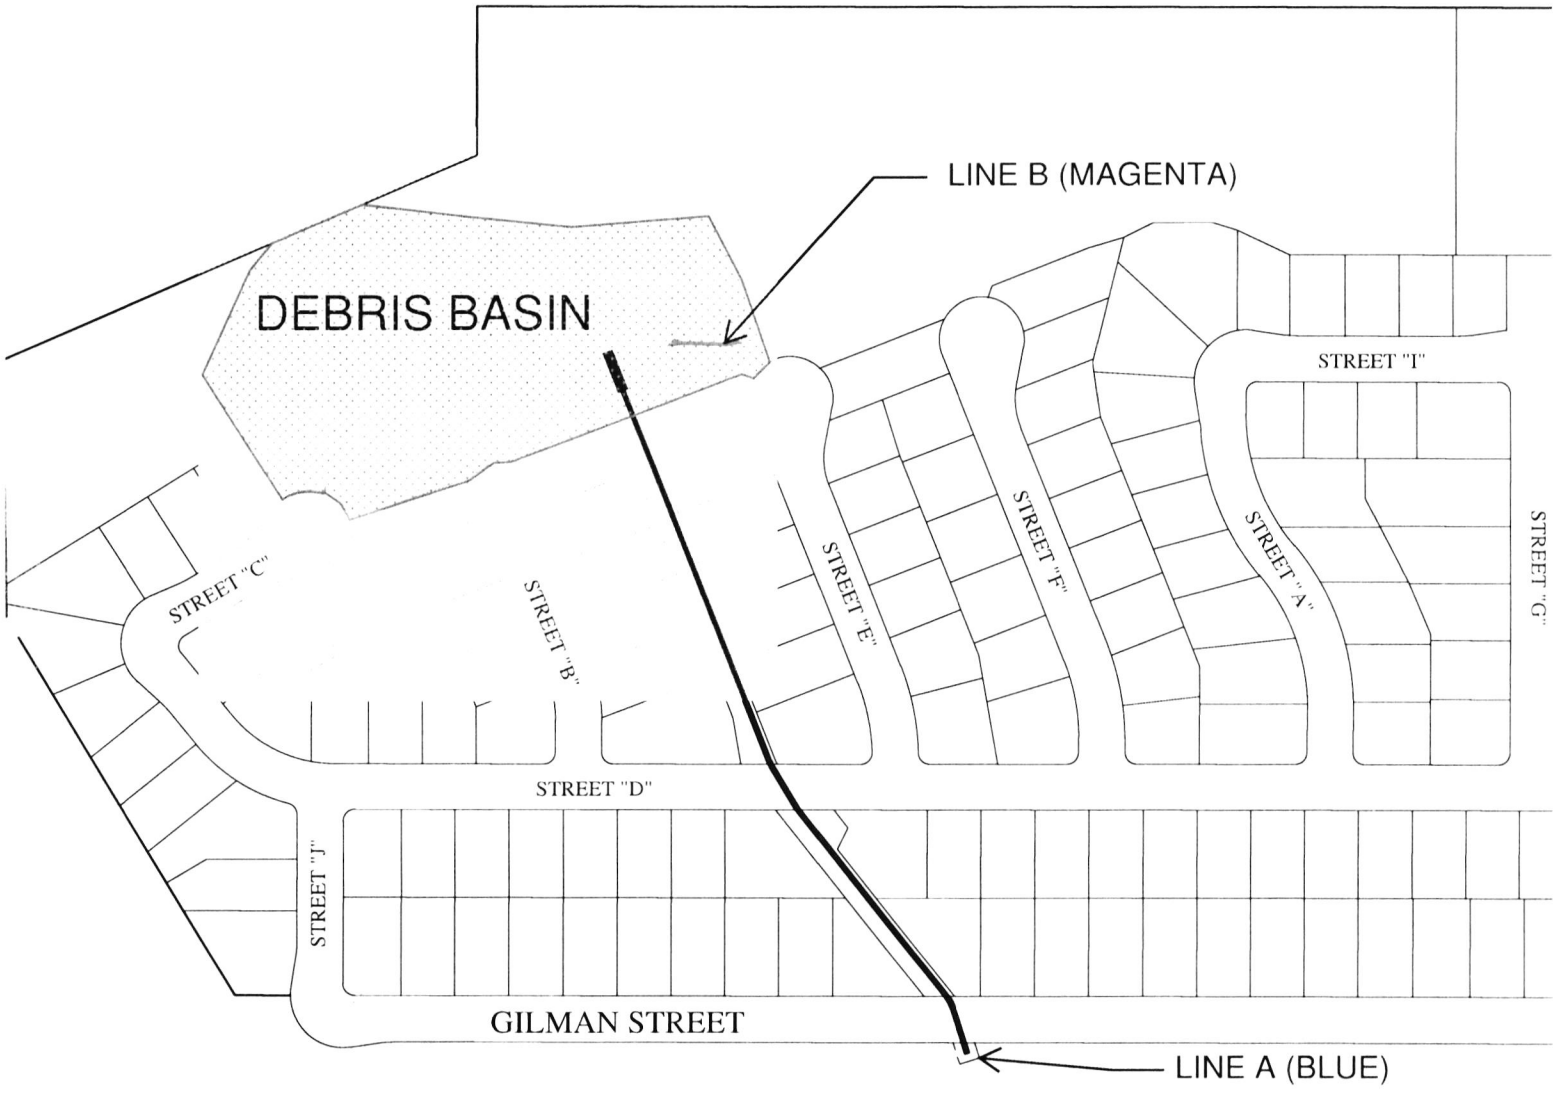 LINE B (MAGENTA)
DEBRIS BASIN
STREET "I"
STREET "C"
STREET "B"
STREET "E"
STREET "F"
STREET "A"
STREET "G"
STREET "D"
STREET "J"
GILMAN STREET
LINE A (BLUE)